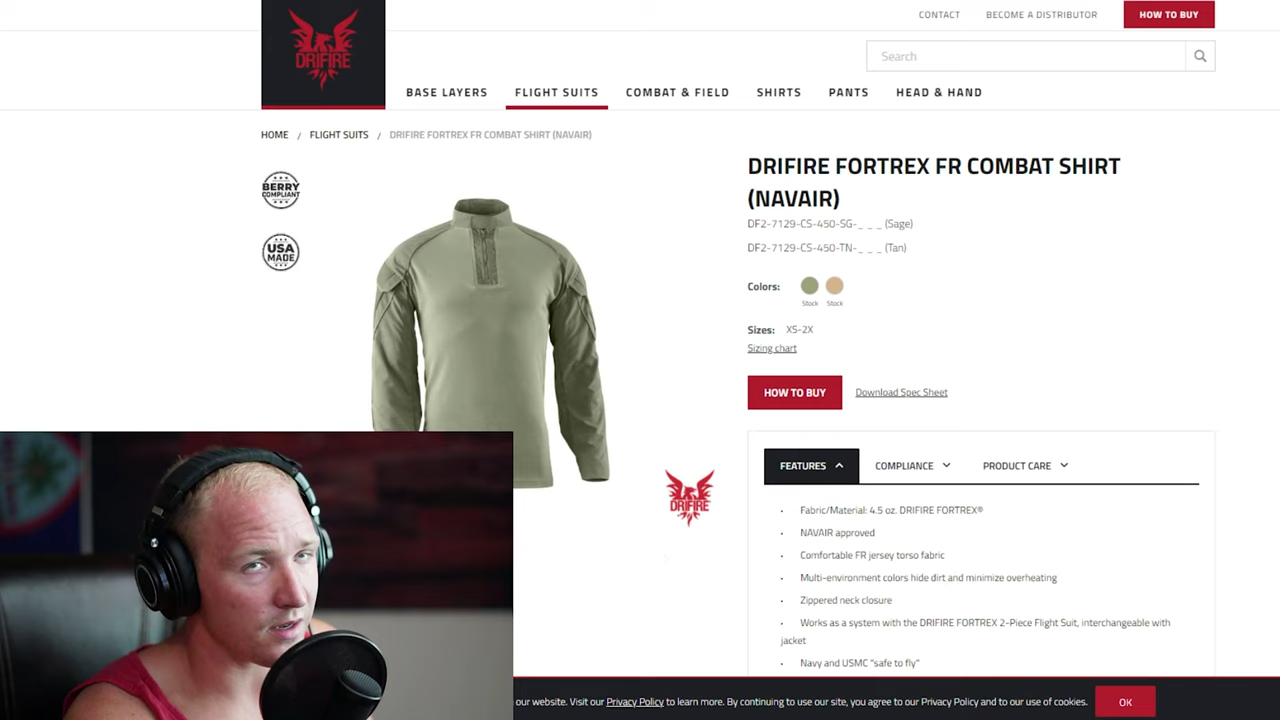 CONTACT
BECOME A DISTRIBUTOR
HOW TO BUY
DRIFIRE
Search
BASE LAYERS
FLIGHT SUITS
COMBAT & FIELD
SHIRTS
PANTS
HEAD & HAND
HOME / FLIGHT SUITS / DRIFIRE FORTREX FR COMBAT SHIRT (NAVAIR)
BERRY
COMPLIANT
USA
MADE
DRIFIRE FORTREX FR COMBAT SHIRT
(NAVAIR)
DF2-7129-CS-450-SG-_ _ _ (Sage)
DF2-7129-CS-450-TN-_ _ _ (Tan)
Colors:
Stock
Stock
Sizes: XS-2X
Sizing chart
HOW TO BUY
Download Spec Sheet
DRIFIRE
FEATURES
COMPLIANCE
PRODUCT CARE
· Fabric/Material: 4.5 oz. DRIFIRE FORTREX®
· NAVAIR approved
· Comfortable FR jersey torso fabric
· Multi-environment colors hide dirt and minimize overheating
· Zippered neck closure
· Works as a system with the DRIFIRE FORTREX 2-Piece Flight Suit, interchangeable with
jacket
· Navy and USMC "safe to fly"
our website. Visit our Privacy Policy to learn more. By continuing to use our site, you agree to our Privacy Policy and to our use of cookies.
OK